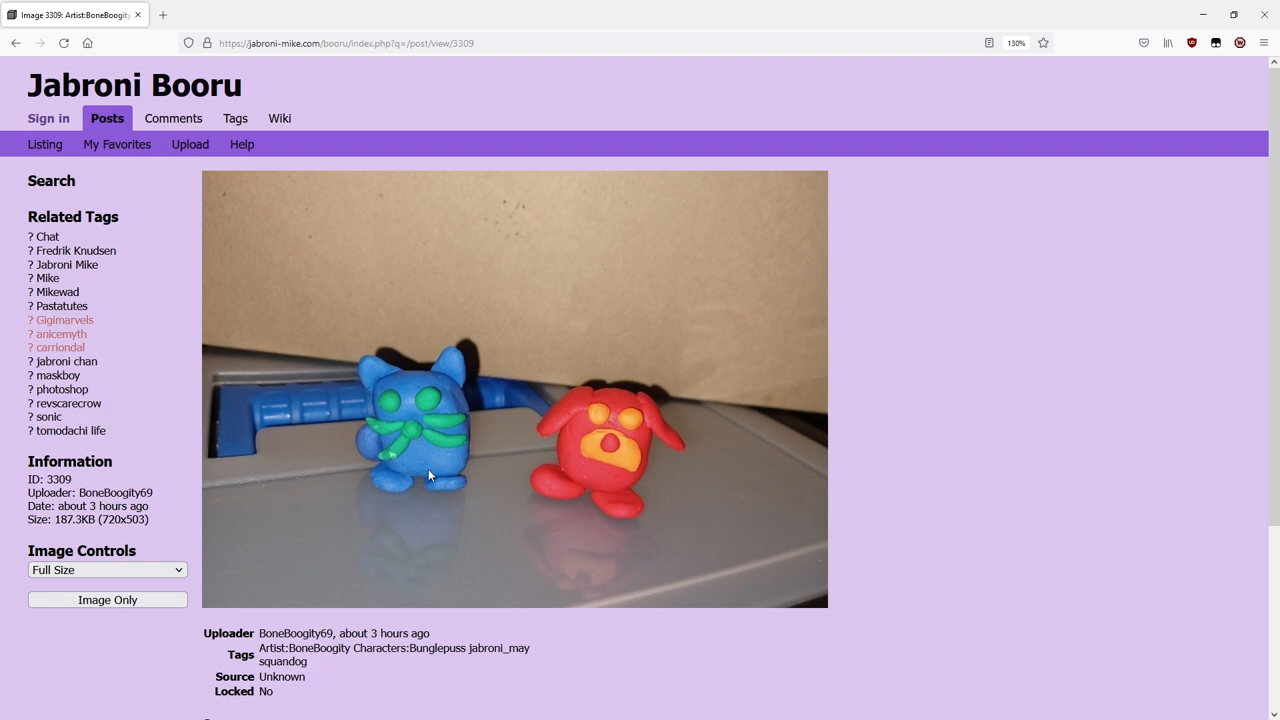 Image 3309: Artist:BoneBoogity
https://jabroni-mike.com/booru/index.php?q=/post/view/3309
130%
Jabroni Booru
Sign in Posts Comments Tags Wiki
Listing My Favorites Upload Help
Search
Related Tags
? Chat
? Fredrik Knudsen
? Jabroni Mike
? Mike
? Mikewad
? Pastatutes
? Gigimarvels
? anicemyth
? carriondal
? jabroni chan
? maskboy
? photoshop
? revscarecrow
? sonic
? tomodachi life
Information
ID: 3309
Uploader: BoneBoogity69
Date: about 3 hours ago
Size: 187.3KB (720x503)
Image Controls
Full Size
Image Only
Uploader BoneBoogity69, about 3 hours ago
Tags Artist:BoneBoogity Characters:Bunglepuss jabroni_may
squandog
Source Unknown
Locked No